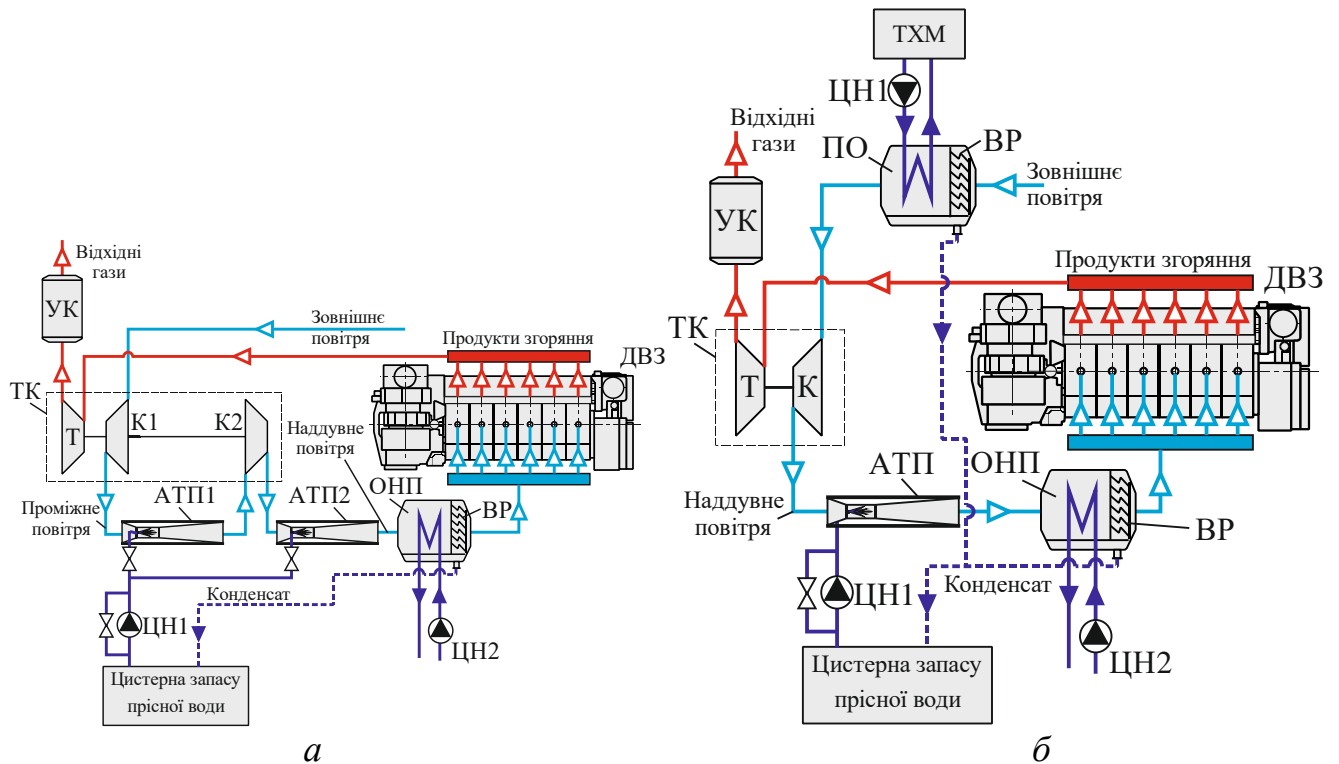 Відхідні
гази
УК
Зовнішнє
повітря
Продукти згоряння
ДВЗ
ТК
Т
К1
К2
Наддувне
повітря
Проміжне
повітря
АТП1
АТП2
ОНП
ВР
Конденсат
ЦН1
ЦН2
Цистерна запасу
прісної води
а
ТХМ
ЦН1
Відхідні
гази
ПО
ВР
Зовнішнє
повітря
УК
Продукти згоряння
ДВЗ
ТК
Т
К
АТП
ОНП
Наддувне
повітря
ВР
Конденсат
ЦН1
ЦН2
Цистерна запасу
прісної води
б